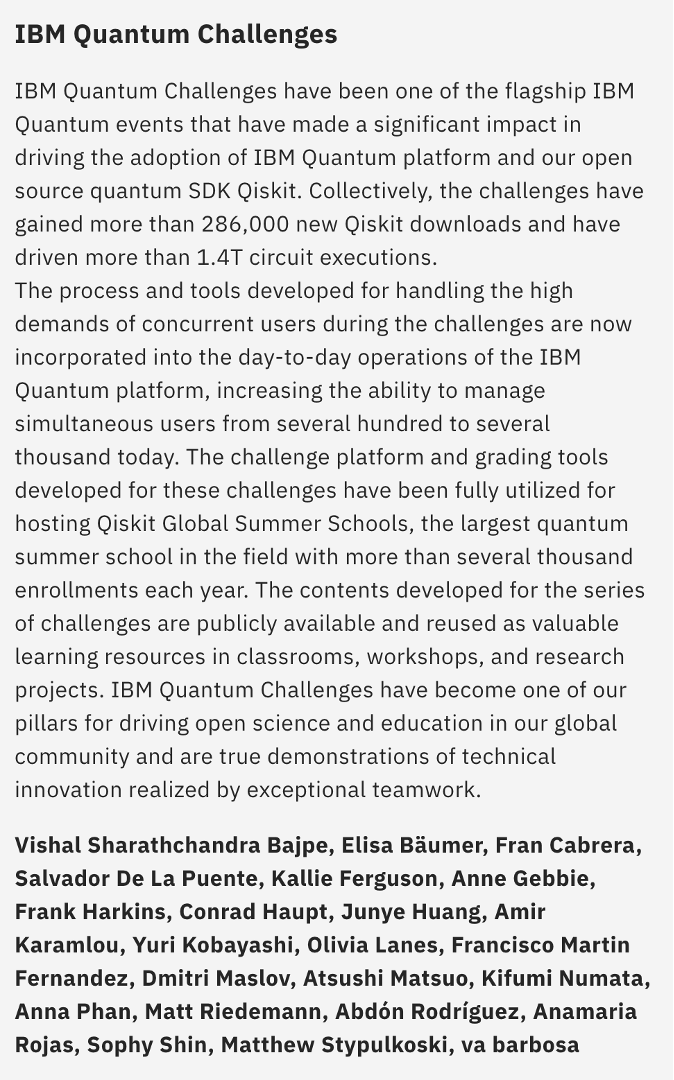 IBM Quantum Challenges
IBM Quantum Challenges have been one of the flagship IBM
Quantum events that have made a significant impact in
driving the adoption of IBM Quantum platform and our open
source quantum SDK Qiskit. Collectively, the challenges have
gained more than 286,000 new Qiskit downloads and have
driven more than 1.4T circuit executions.
The process and tools developed for handling the high
demands of concurrent users during the challenges are now
incorporated into the day-to-day operations of the IBM
Quantum platform, increasing the ability to manage
simultaneous users from several hundred to several
thousand today. The challenge platform and grading tools
developed for these challenges have been fully utilized for
hosting Qiskit Global Summer Schools, the largest quantum
summer school in the field with more than several thousand
enrollments each year. The contents developed for the series
of challenges are publicly available and reused as valuable
learning resources in classrooms, workshops, and research
projects. IBM Quantum Challenges have become one of our
pillars for driving open science and education in our global
community and are true demonstrations of technical
innovation realized by exceptional teamwork.
Vishal Sharathchandra Bajpe, Elisa Bäumer, Fran Cabrera,
Salvador De La Puente, Kallie Ferguson, Anne Gebbie,
Frank Harkins, Conrad Haupt, Junye Huang, Amir
Karamlou, Yuri Kobayashi, Olivia Lanes, Francisco Martin
Fernandez, Dmitri Maslov, Atsushi Matsuo, Kifumi Numata,
Anna Phan, Matt Riedemann, Abdón Rodríguez, Anamaria
Rojas, Sophy Shin, Matthew Stypulkoski, va barbosa